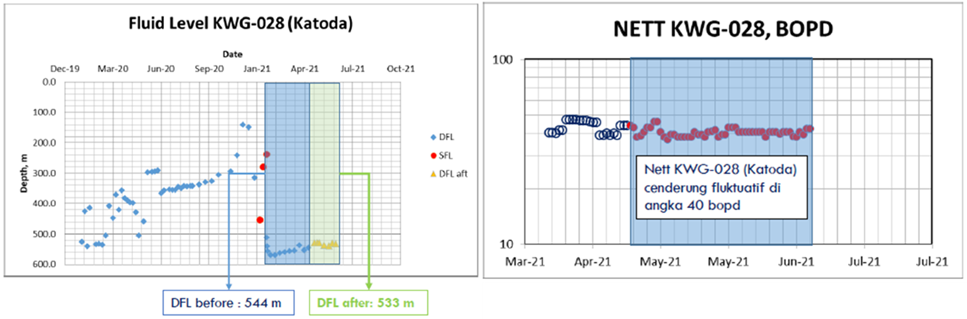 Fluid Level KWG-028 (Katoda)
Date
Dec-19 Mar-20 Jun-20 Sep-20 Jan-21 Apr-21 Jul-21 Oct-21
0.0
100.0
200.0
300.0
400.0
500.0
600.0
Depth, m
DFL
SFL
DFL aft
DFL before : 544 m
DFL after: 533 m
NETT KWG-028, BOPD
100
10
Nett KWG-028 (Katoda)
cenderung fluktuatif di
angka 40 bopd
Mar-21 Apr-21 May-21 May-21 Jun-21 Jul-21 Jul-21